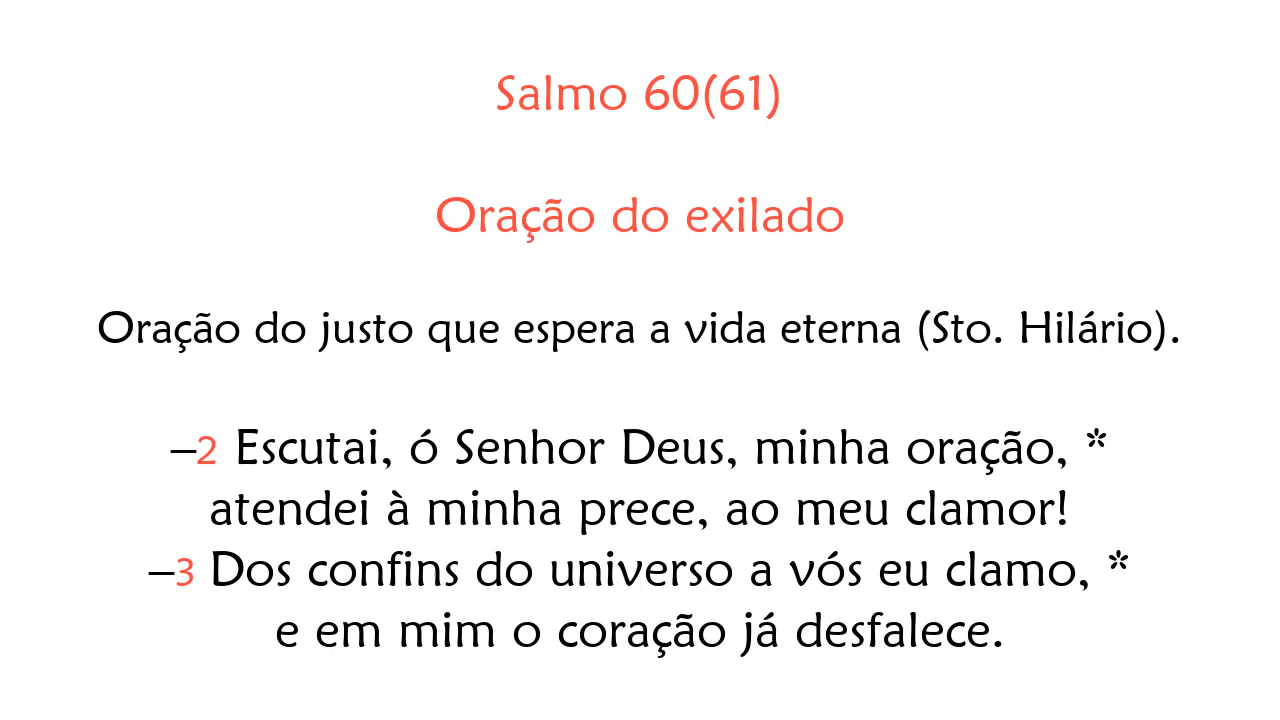 Salmo 60(61)
Oração do exilado
Oração do justo que espera a vida eterna (Sto. Hilário).
–2 Escutai, ó Senhor Deus, minha oração, *
atendei à minha prece, ao meu clamor!
–3 Dos confins do universo a vós eu clamo, *
e em mim o coração já desfalece.